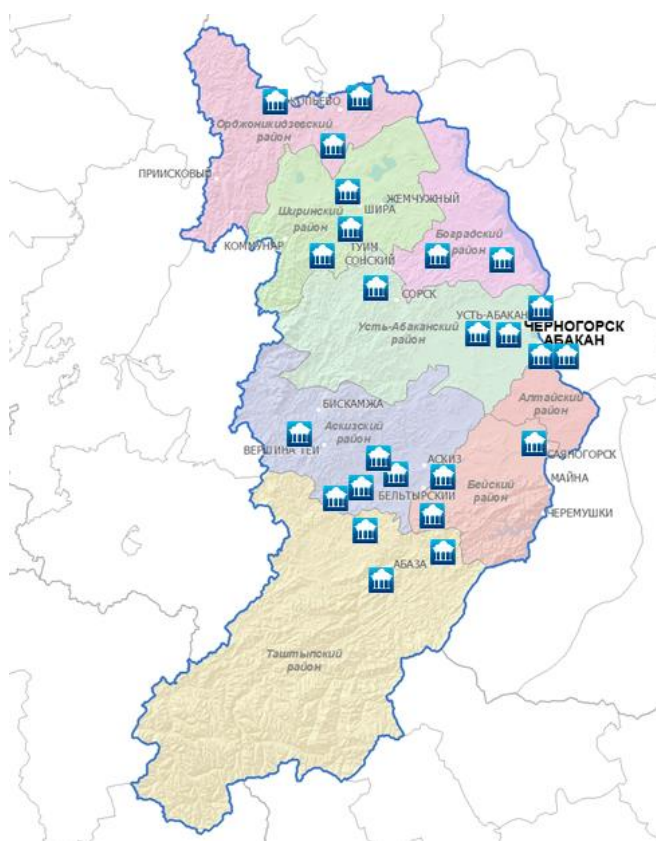 КОПЬЕВО
Орджоникидзевский
район
ПРИИСКОВЫЙ
ЖЕМЧУЖНЫЙ
ШИРА
Ширинский
район
Боградский
район
КОММУНАР
ТУИМ
СОНСКИЙ
СОРСК
УСТЬ-АБАКАН
ЧЕРНОГОРСК
АБАКАН
Усть-Абаканский
район
Алтайский
район
БИСКАМЖА
Аскизский
район
ВЕРШИНА ТЕИ
АСКИЗ
САЯНОГОРСК
Бейский
район
МАЙНА
БЕЛЬТЫРСКИЙ
ЧЕРЕМУШКИ
АБАЗА
Таштыпский
район